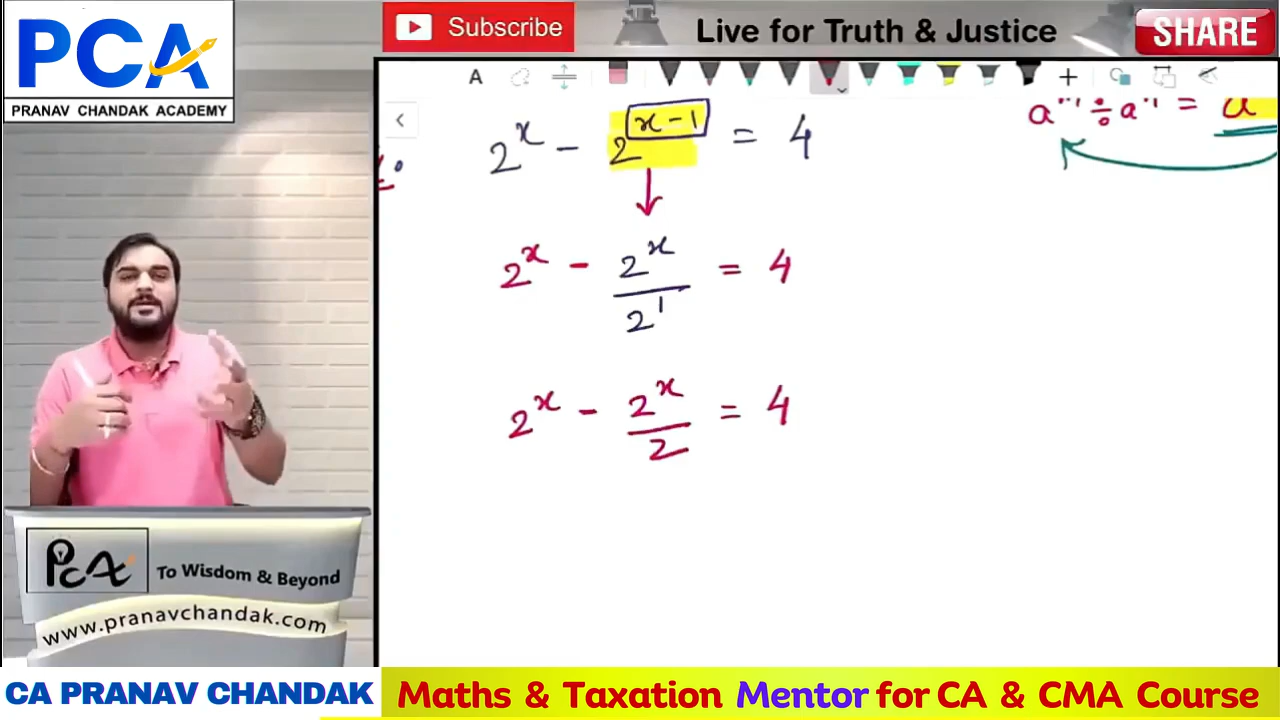 PCA
PRANAV CHANDAK ACADEMY
Subscribe
Live for Truth & Justice
SHARE
A
2^x - 2^(x-1) = 4
a^m ÷ a^n = a
2^x - 2^x/2^1 = 4
2^x - 2^x/2 = 4
PCA
To Wisdom & Beyond
www.pranavchandak.com
CA PRANAV CHANDAK
Maths & Taxation Mentor for CA & CMA Course